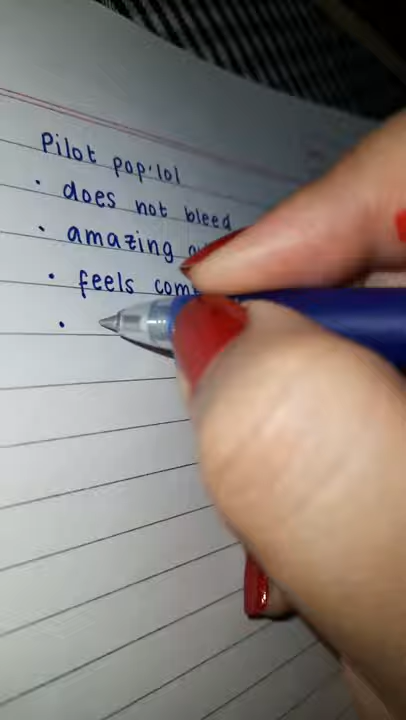 Pilot pop'lol
• does not bleed
• amazing
• feels
•